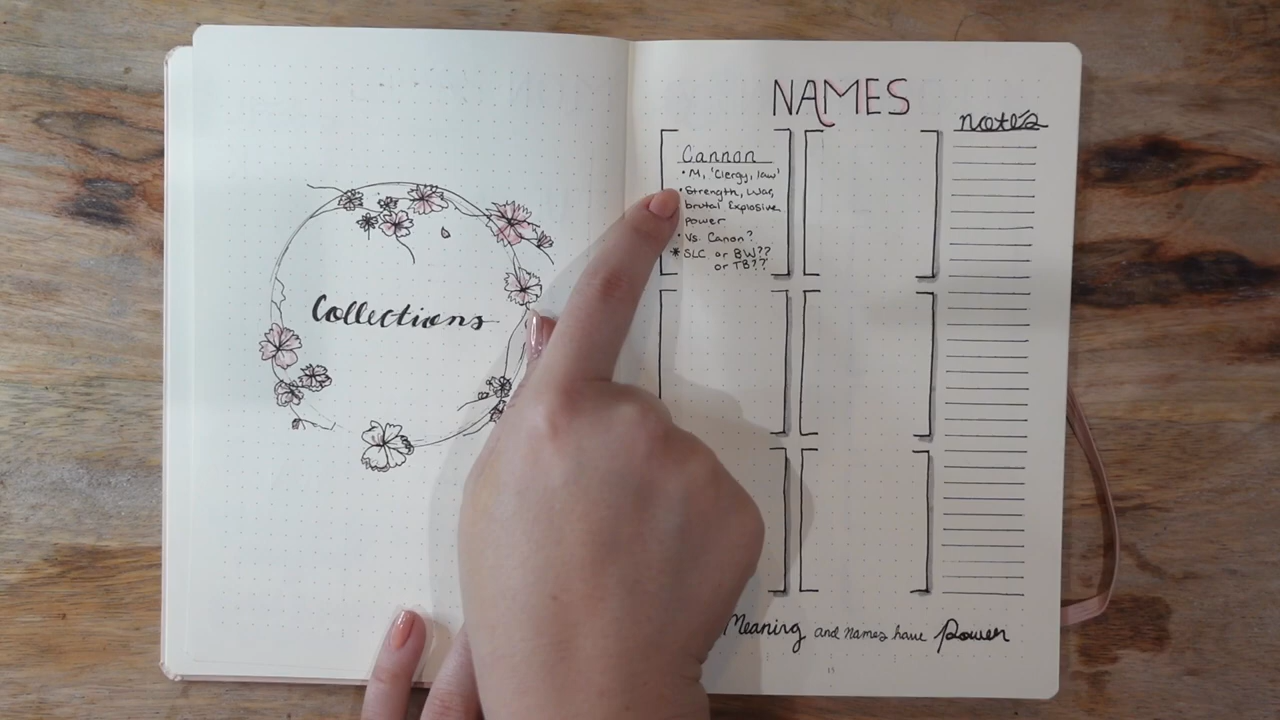 Collections
NAMES
notes
Cannon
• M, 'Clergy, law'
• Strength, War,
brutal Explosive
power
• Vs. Canon?
* SLC or BW??
or TB??
Meaning and names have Power
13